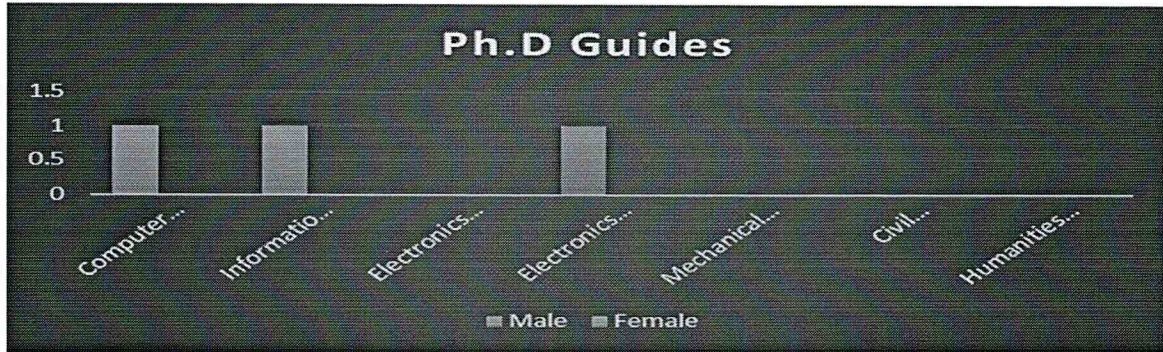 Ph.D Guides
1.5
1
0.5
0
Computer...
Informatio...
Electronics...
Electronics...
Mechanical...
Civil...
Humanities...
Male Female